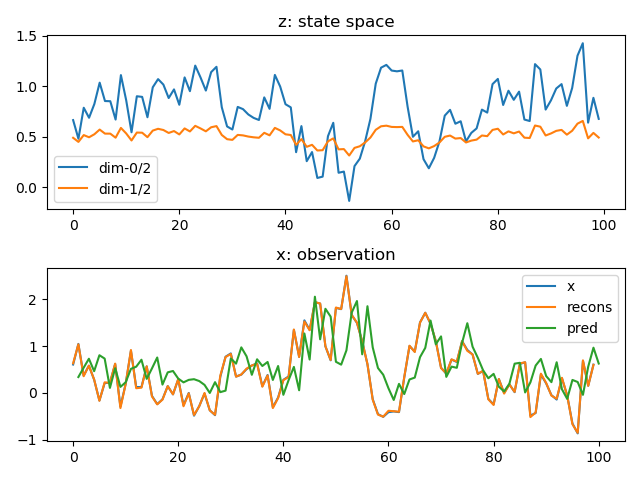 z: state space
1.5
1.0
0.5
0.0
dim-0/2
dim-1/2
0 20 40 60 80 100
x: observation
2
1
0
−1
x
recons
pred
0 20 40 60 80 100